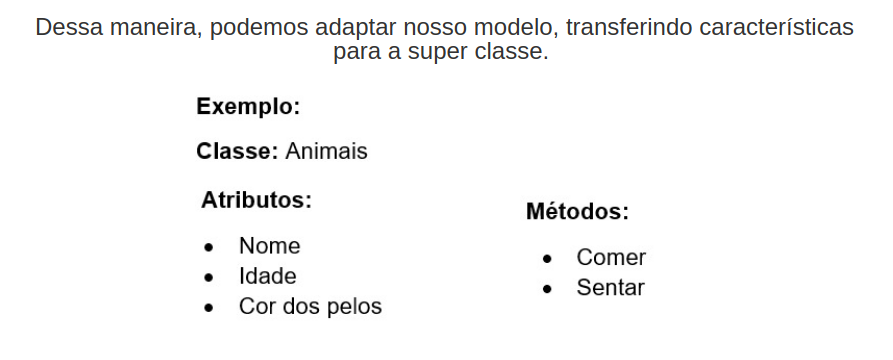 Dessa maneira, podemos adaptar nosso modelo, transferindo características
para a super classe.
Exemplo:
Classe: Animais
Atributos:
• Nome
• Idade
• Cor dos pelos
Métodos:
• Comer
• Sentar